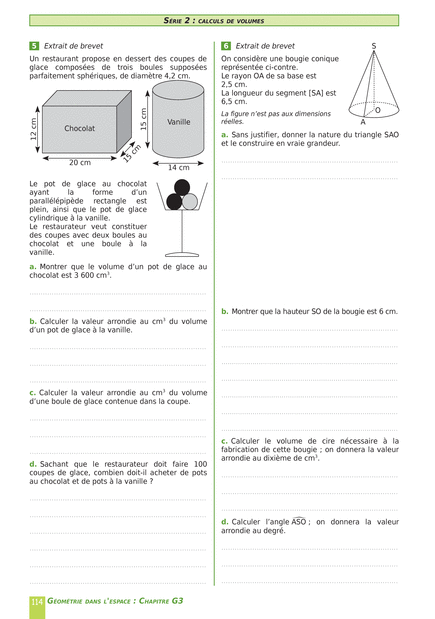 SÉRIE 2 : CALCULS DE VOLUMES
5 Extrait de brevet
Un restaurant propose en dessert des coupes de
glace composées de trois boules supposées
parfaitement sphériques, de diamètre 4,2 cm.
12 cm
Chocolat
20 cm
15 cm
15 cm
Vanille
14 cm
Le pot de glace au chocolat
ayant la forme d'un
parallélépipède rectangle est
plein, ainsi que le pot de glace
cylindrique à la vanille.
Le restaurateur veut constituer
des coupes avec deux boules au
chocolat et une boule à la
vanille.
a. Montrer que le volume d'un pot de glace au
chocolat est 3 600 cm³.
b. Calculer la valeur arrondie au cm³ du volume
d'un pot de glace à la vanille.
c. Calculer la valeur arrondie au cm³ du volume
d'une boule de glace contenue dans la coupe.
d. Sachant que le restaurateur doit faire 100
coupes de glace, combien doit-il acheter de pots
au chocolat et de pots à la vanille ?
6 Extrait de brevet
On considère une bougie conique
représentée ci-contre.
Le rayon OA de sa base est
2,5 cm.
La longueur du segment [SA] est
6,5 cm.
La figure n'est pas aux dimensions
réelles.
S
O
A
a. Sans justifier, donner la nature du triangle SAO
et le construire en vraie grandeur.
b. Montrer que la hauteur SO de la bougie est 6 cm.
c. Calculer le volume de cire nécessaire à la
fabrication de cette bougie ; on donnera la valeur
arrondie au dixième de cm³.
d. Calculer l'angle ASO ; on donnera la valeur
arrondie au degré.
114 GÉOMÉTRIE DANS L'ESPACE : CHAPITRE G3